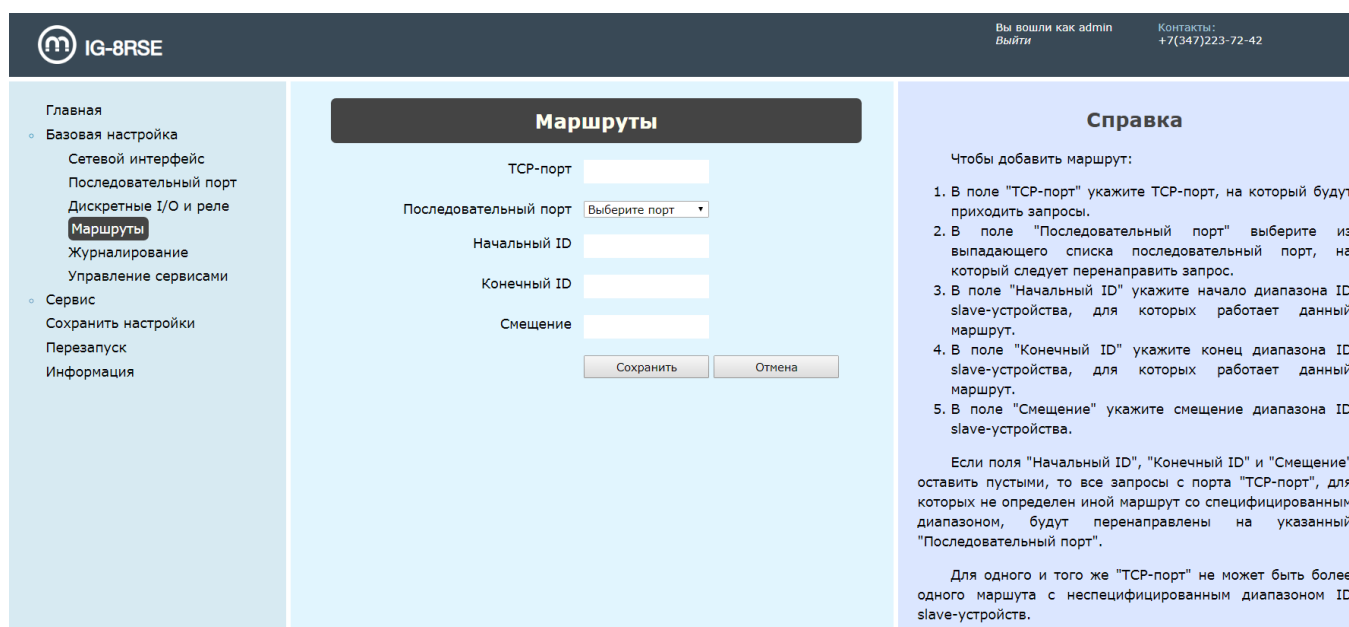 m IG-8RSE
Вы вошли как admin
Выйти
Контакты:
+7(347)223-72-42
Главная
Базовая настройка
Сетевой интерфейс
Последовательный порт
Дискретные I/O и реле
Маршруты
Журналирование
Управление сервисами
Сервис
Сохранить настройки
Перезапуск
Информация
Маршруты
TCP-порт
Последовательный порт Выберите порт
Начальный ID
Конечный ID
Смещение
Сохранить Отмена
Справка
Чтобы добавить маршрут:
1. В поле "TCP-порт" укажите TCP-порт, на который будут
приходить запросы.
2. В поле "Последовательный порт" выберите из
выпадающего списка последовательный порт, на
который следует перенаправить запрос.
3. В поле "Начальный ID" укажите начало диапазона ID
slave-устройства, для которых работает данный
маршрут.
4. В поле "Конечный ID" укажите конец диапазона ID
slave-устройства, для которых работает данный
маршрут.
5. В поле "Смещение" укажите смещение диапазона ID
slave-устройства.
Если поля "Начальный ID", "Конечный ID" и "Смещение"
оставить пустыми, то все запросы с порта "TCP-порт", для
которых не определен иной маршрут со специфицированным
диапазоном, будут перенаправлены на указанный
"Последовательный порт".
Для одного и того же "TCP-порт" не может быть более
одного маршута с неспецифицированным диапазоном ID
slave-устройств.